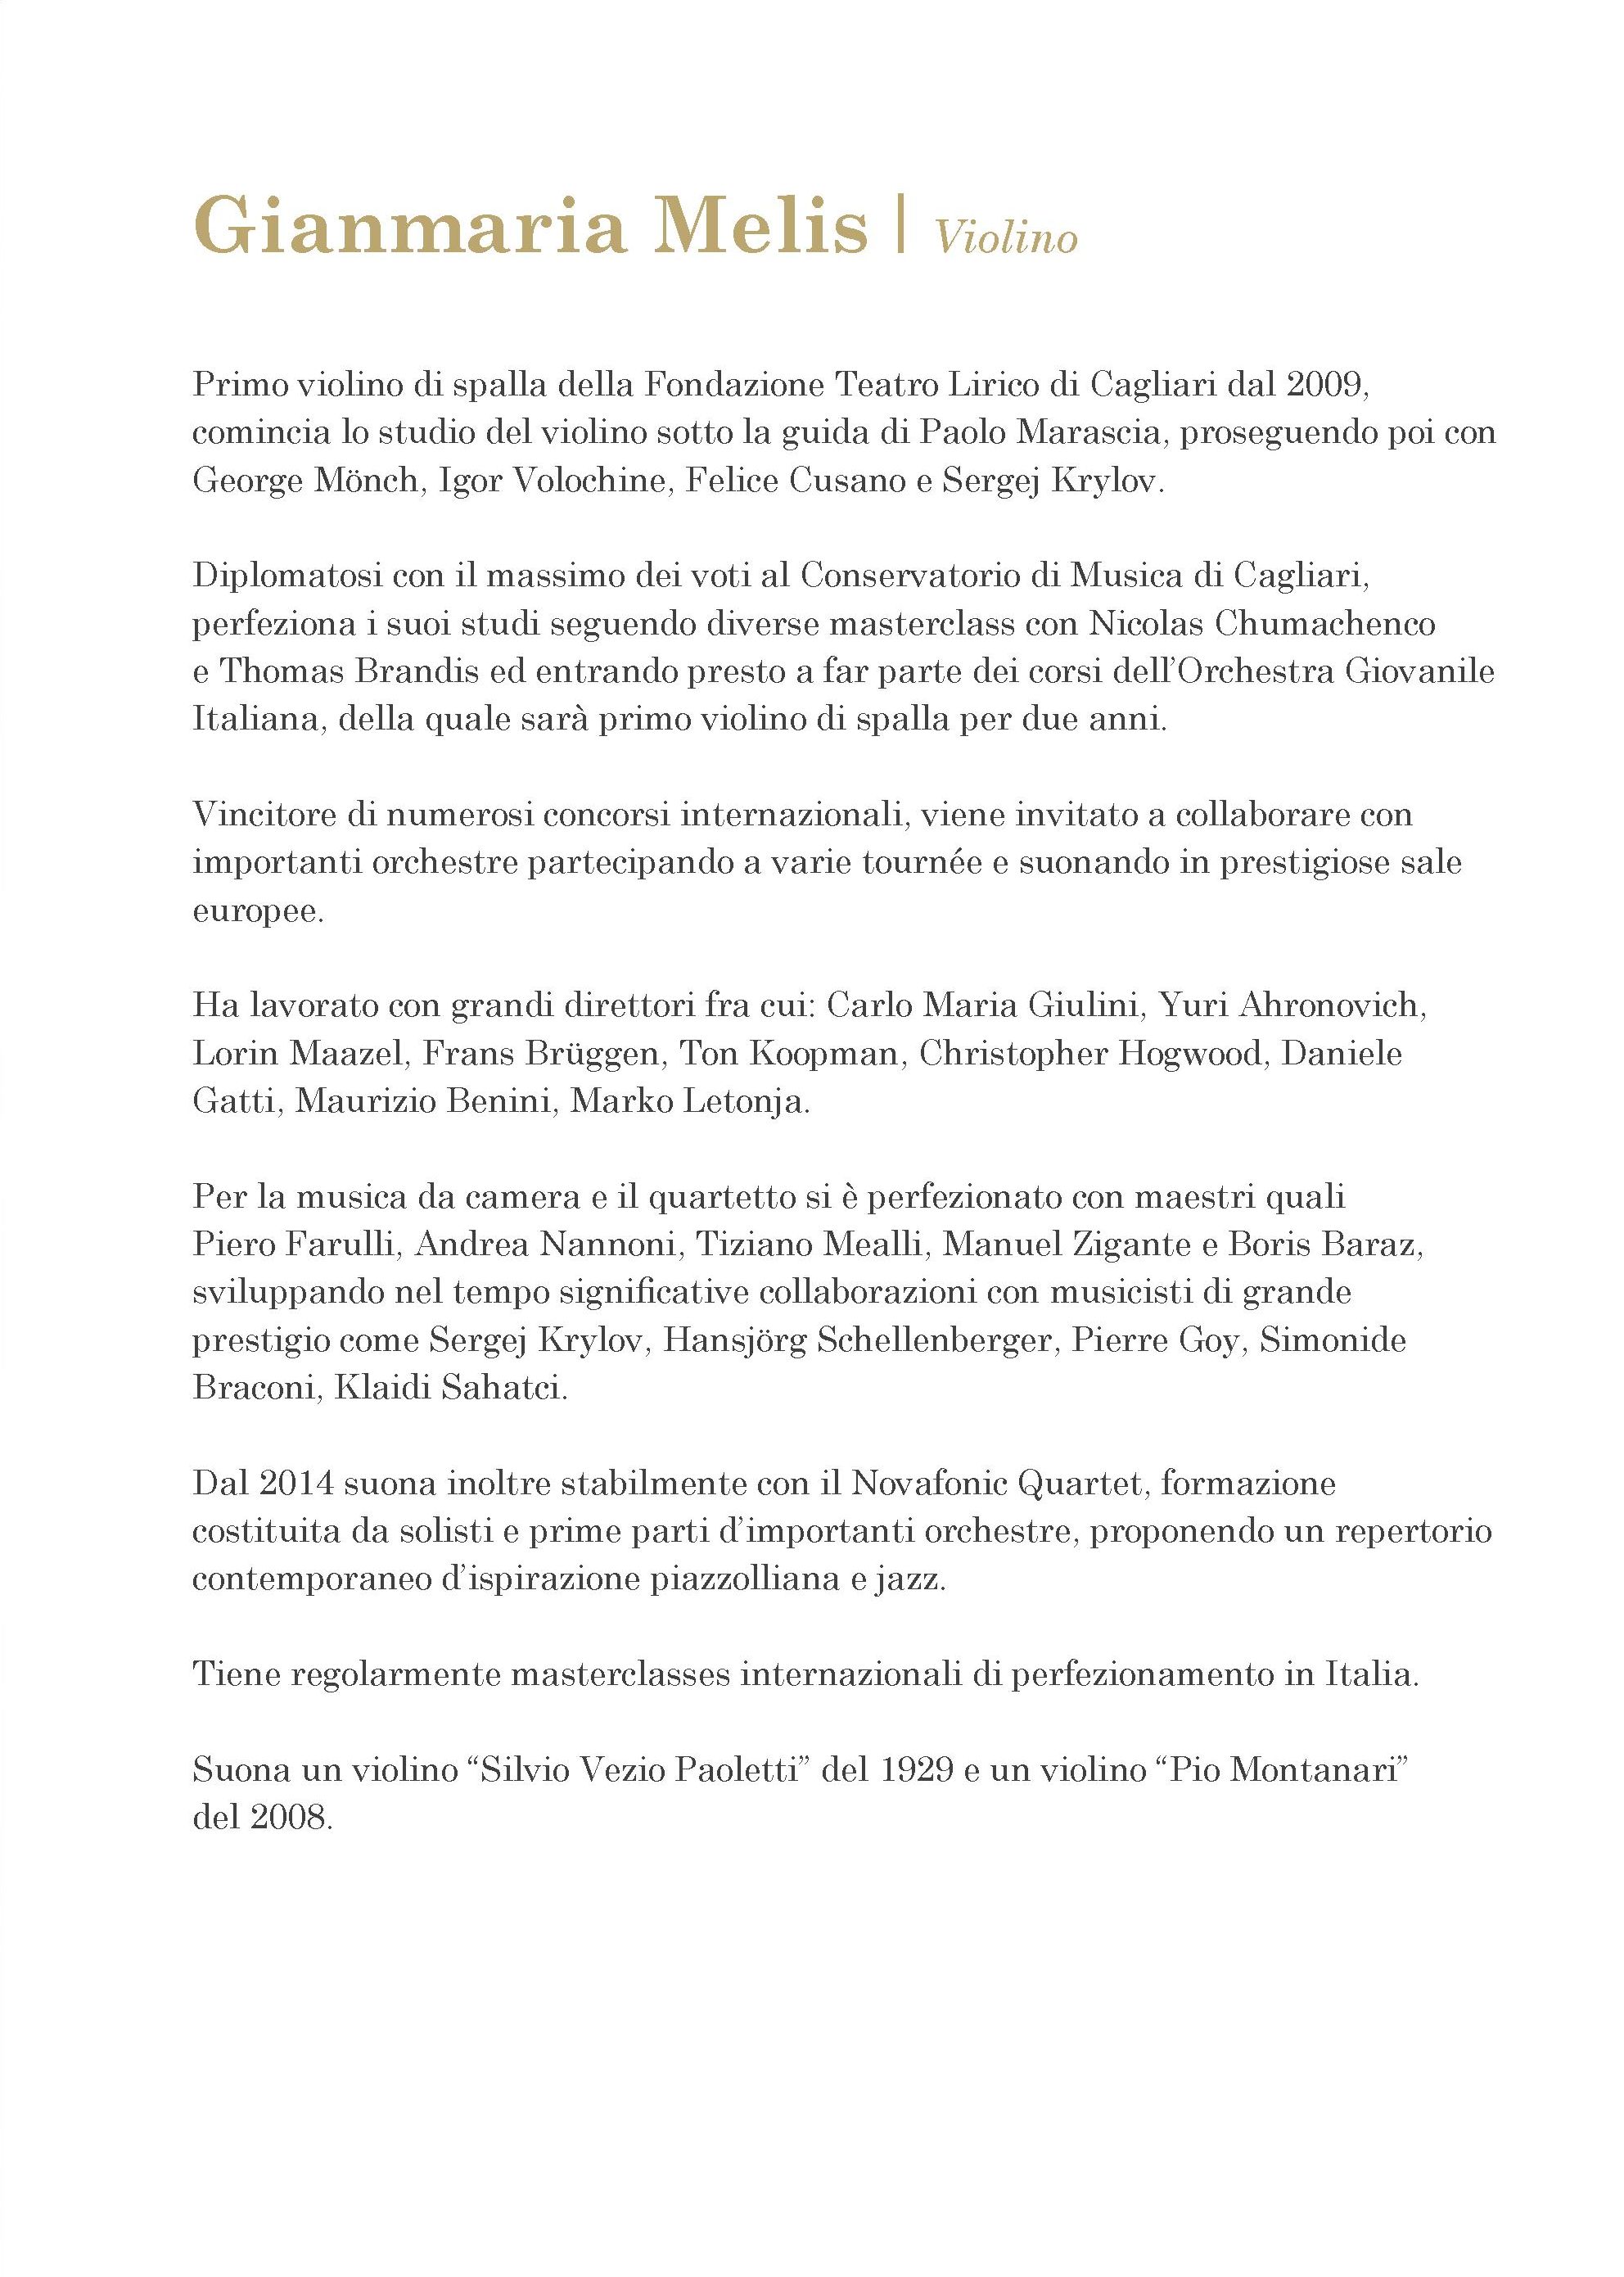 Gianmaria Melis | Violino
Primo violino di spalla della Fondazione Teatro Lirico di Cagliari dal 2009,
comincia lo studio del violino sotto la guida di Paolo Marascia, proseguendo poi con
George Mönch, Igor Volochine, Felice Cusano e Sergej Krylov.
Diplomatosi con il massimo dei voti al Conservatorio di Musica di Cagliari,
perfeziona i suoi studi seguendo diverse masterclass con Nicolas Chumachenco
e Thomas Brandis ed entrando presto a far parte dei corsi dell’Orchestra Giovanile
Italiana, della quale sarà primo violino di spalla per due anni.
Vincitore di numerosi concorsi internazionali, viene invitato a collaborare con
importanti orchestre partecipando a varie tournée e suonando in prestigiose sale
europee.
Ha lavorato con grandi direttori fra cui: Carlo Maria Giulini, Yuri Ahronovich,
Lorin Maazel, Frans Brüggen, Ton Koopman, Christopher Hogwood, Daniele
Gatti, Maurizio Benini, Marko Letonja.
Per la musica da camera e il quartetto si è perfezionato con maestri quali
Piero Farulli, Andrea Nannoni, Tiziano Mealli, Manuel Zigante e Boris Baraz,
sviluppando nel tempo significative collaborazioni con musicisti di grande
prestigio come Sergej Krylov, Hansjörg Schellenberger, Pierre Goy, Simonide
Braconi, Klaidi Sahatci.
Dal 2014 suona inoltre stabilmente con il Novafonic Quartet, formazione
costituita da solisti e prime parti d’importanti orchestre, proponendo un repertorio
contemporaneo d’ispirazione piazzolliana e jazz.
Tiene regolarmente masterclasses internazionali di perfezionamento in Italia.
Suona un violino “Silvio Vezio Paoletti” del 1929 e un violino “Pio Montanari”
del 2008.